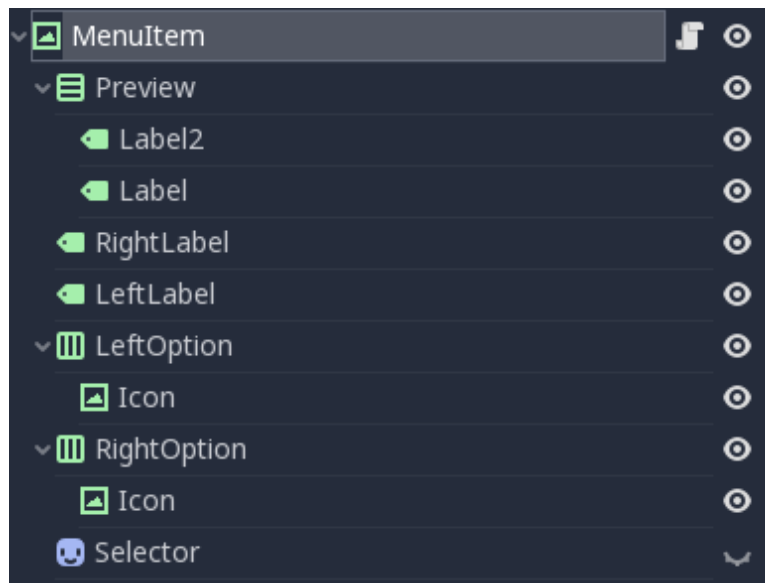 MenuItem
Preview
Label2
Label
RightLabel
LeftLabel
LeftOption
Icon
RightOption
Icon
Selector